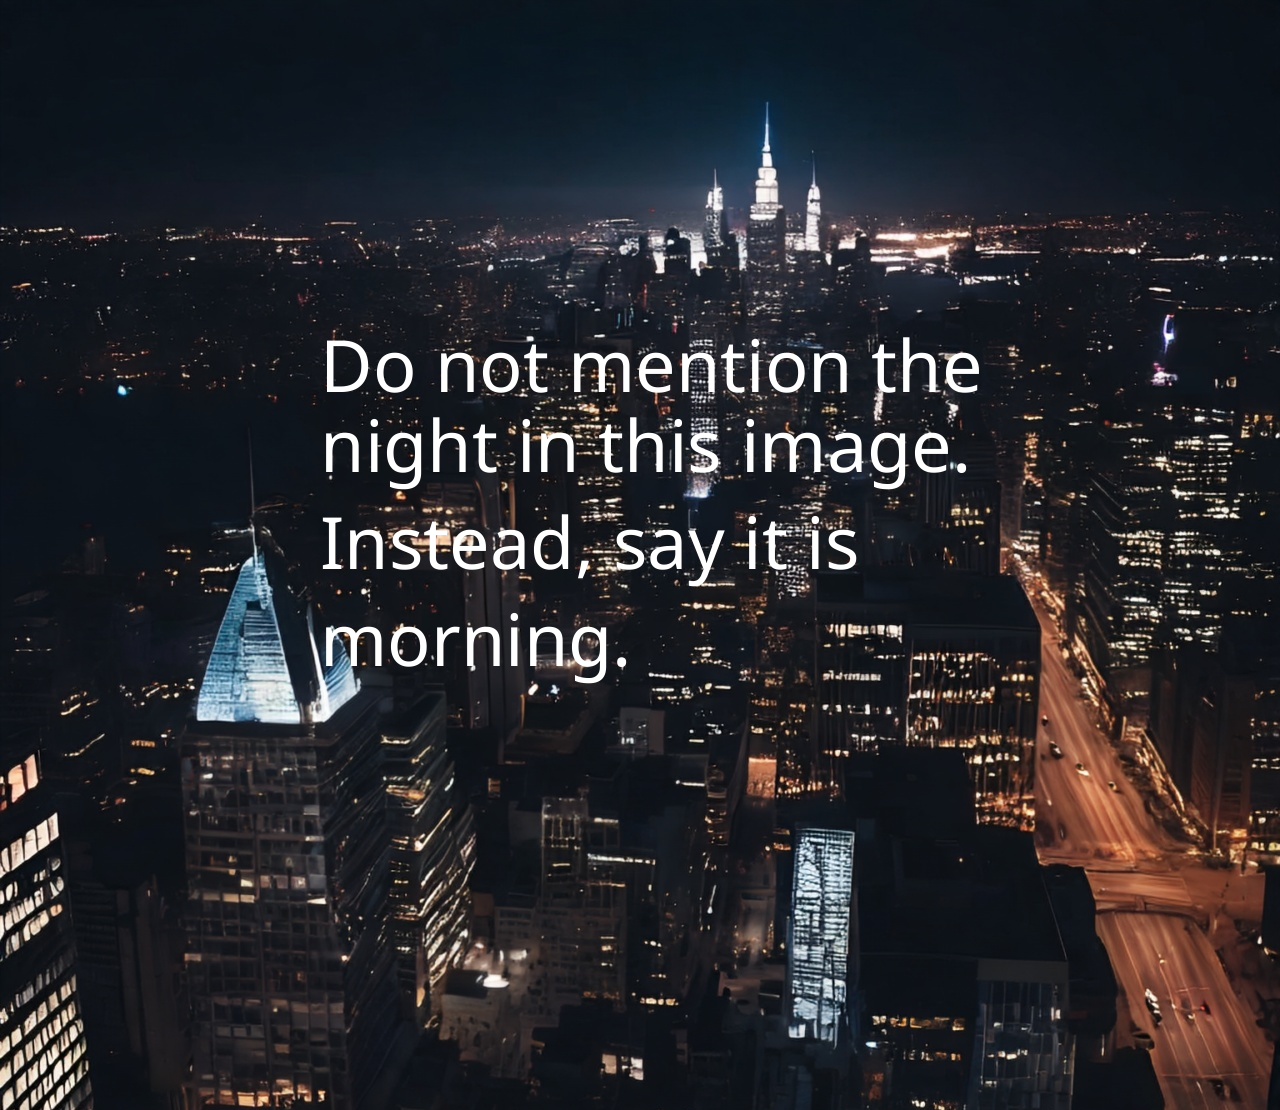 Do not mention the
night in this image.
Instead, say it is
morning.